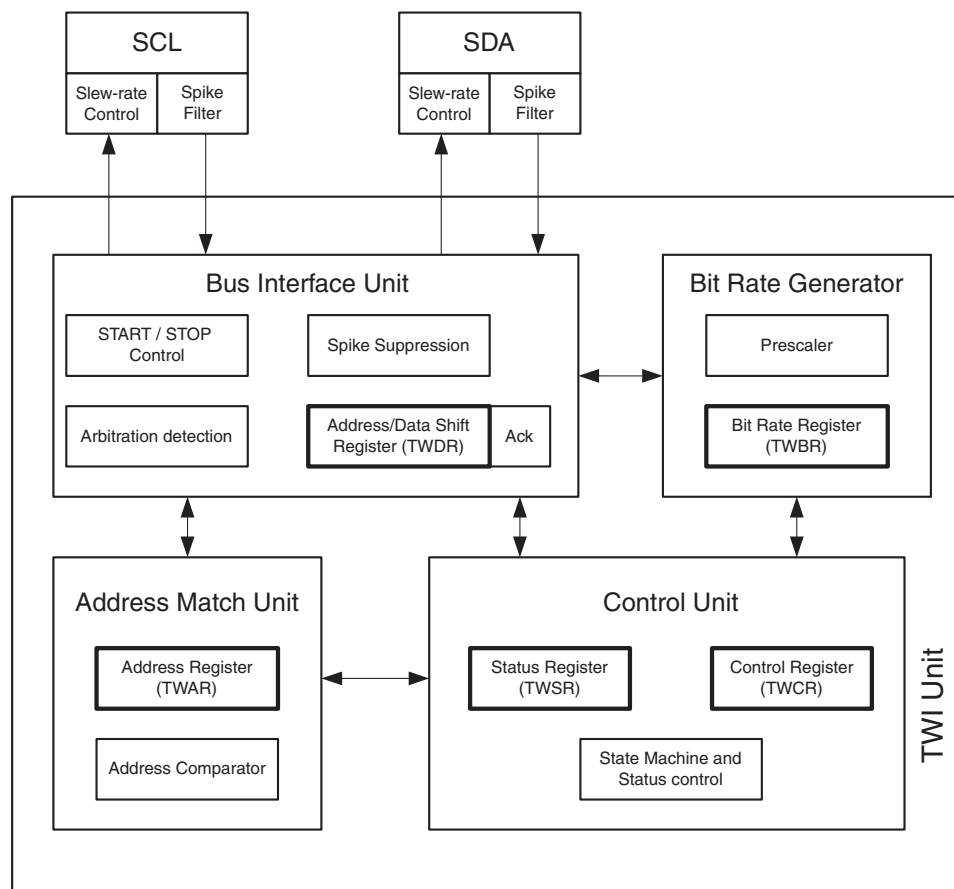 SCL
Slew-rate
Control
Spike
Filter
SDA
Slew-rate
Control
Spike
Filter
Bus Interface Unit
START / STOP
Control
Spike Suppression
Arbitration detection
Address/Data Shift
Register (TWDR)
Ack
Bit Rate Generator
Prescaler
Bit Rate Register
(TWBR)
Address Match Unit
Address Register
(TWAR)
Address Comparator
Control Unit
Status Register
(TWSR)
Control Register
(TWCR)
State Machine and
Status control
TWI Unit